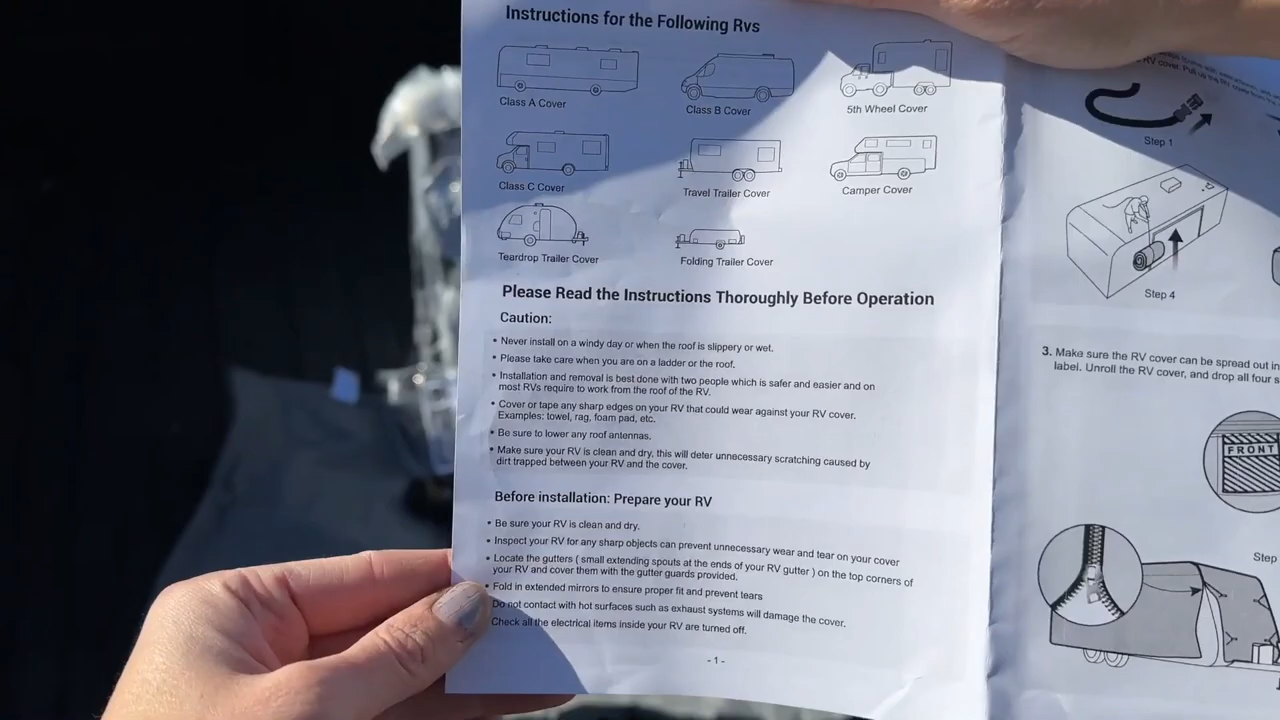 Instructions for the Following Rvs
Class A Cover
Class B Cover
5th Wheel Cover
Class C Cover
Travel Trailer Cover
Camper Cover
Teardrop Trailer Cover
Folding Trailer Cover
Please Read the Instructions Thoroughly Before Operation
Caution:
• Never install on a windy day or when the roof is slippery or wet.
• Please take care when you are on a ladder or the roof.
• Installation and removal is best done with two people which is safer and easier and on
most RVs require to work from the roof of the RV.
• Cover or tape any sharp edges on your RV that could wear against your RV cover.
Examples: towel, rag, foam pad, etc.
• Be sure to lower any roof antennas.
• Make sure your RV is clean and dry, this will deter unnecessary scratching caused by
dirt trapped between your RV and the cover.
Before installation: Prepare your RV
• Be sure your RV is clean and dry.
• Inspect your RV for any sharp objects can prevent unnecessary wear and tear on your cover
• Locate the gutters ( small extending spouts at the ends of your RV gutter ) on the top corners of
your RV and cover them with the gutter guards provided.
• Fold in extended mirrors to ensure proper fit and prevent tears
Do not contact with hot surfaces such as exhaust systems will damage the cover.
Check all the electrical items inside your RV are turned off.
- 1 -
RV cover. Pull up the RV cover from
Step 1
Step 4
3. Make sure the RV cover can be spread out in
label. Unroll the RV cover, and drop all four s
FRONT
Step